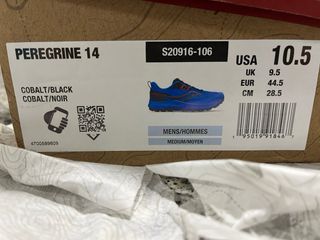 PEREGRINE 14
S20916-106
USA 10.5
UK 9.5
EUR 44.5
CM 28.5
COBALT/BLACK
COBALT/NOIR
4700589609
MENS/HOMMES
MEDIUM/MOYEN